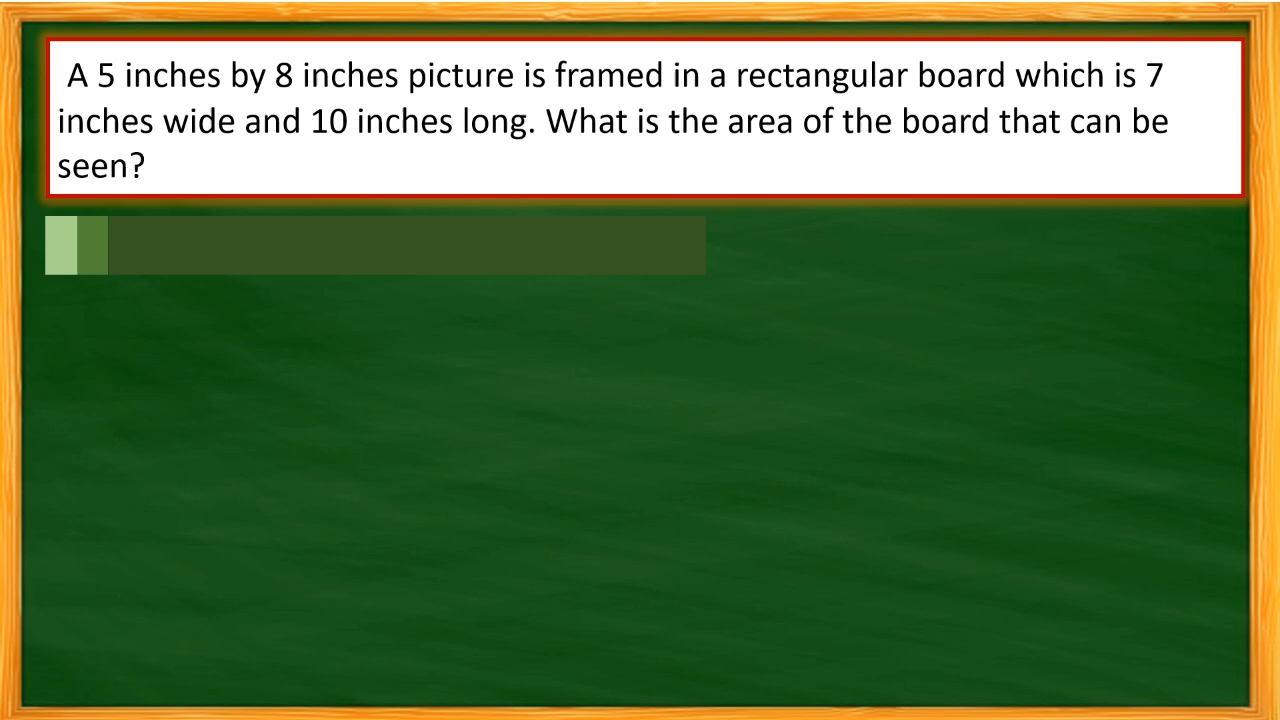 A 5 inches by 8 inches picture is framed in a rectangular board which is 7
inches wide and 10 inches long. What is the area of the board that can be
seen?